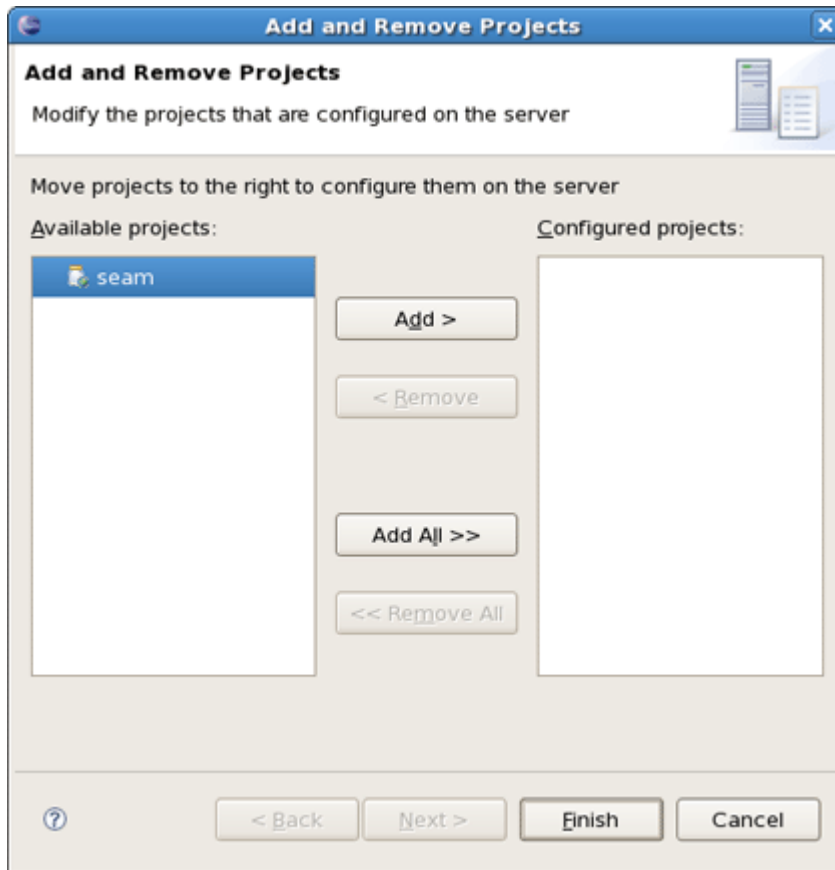 Add and Remove Projects
Add and Remove Projects
Modify the projects that are configured on the server
Move projects to the right to configure them on the server
Available projects:
Configured projects:
seam
Add >
< Remove
Add All >>
<< Remove All
< Back
Next >
Finish
Cancel